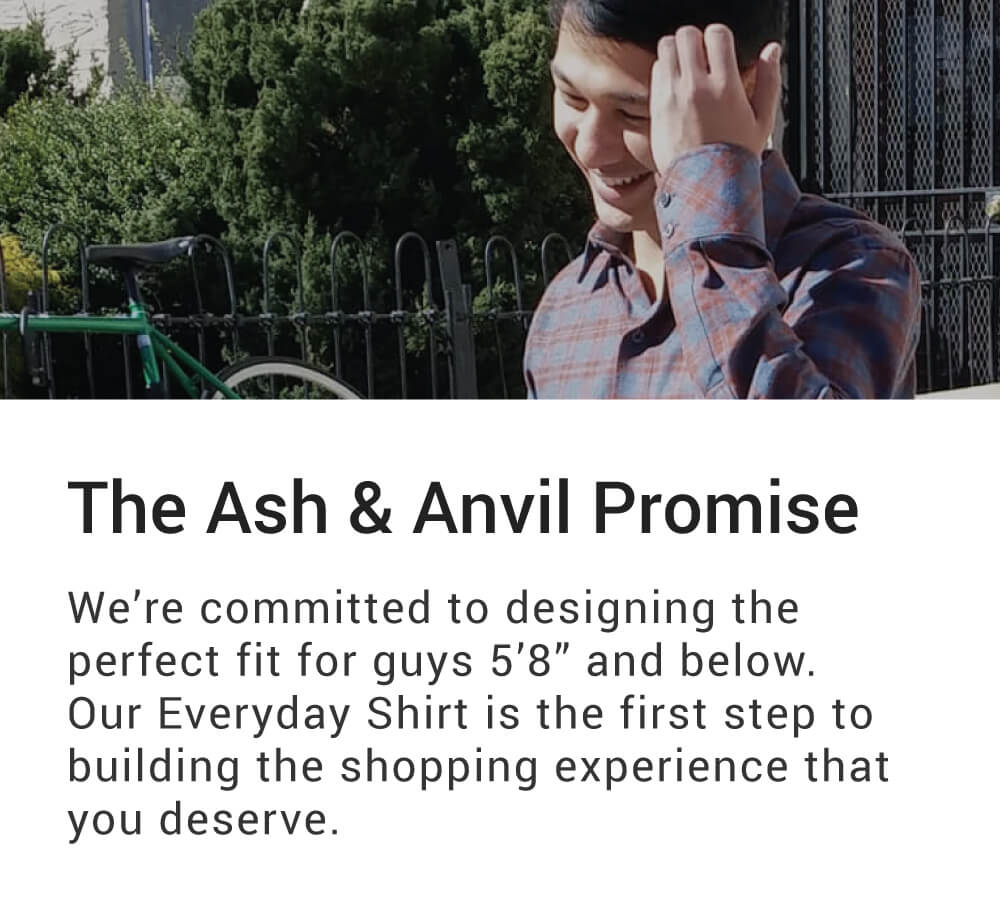 The Ash & Anvil Promise
We’re committed to designing the
perfect fit for guys 5’8” and below.
Our Everyday Shirt is the first step to
building the shopping experience that
you deserve.